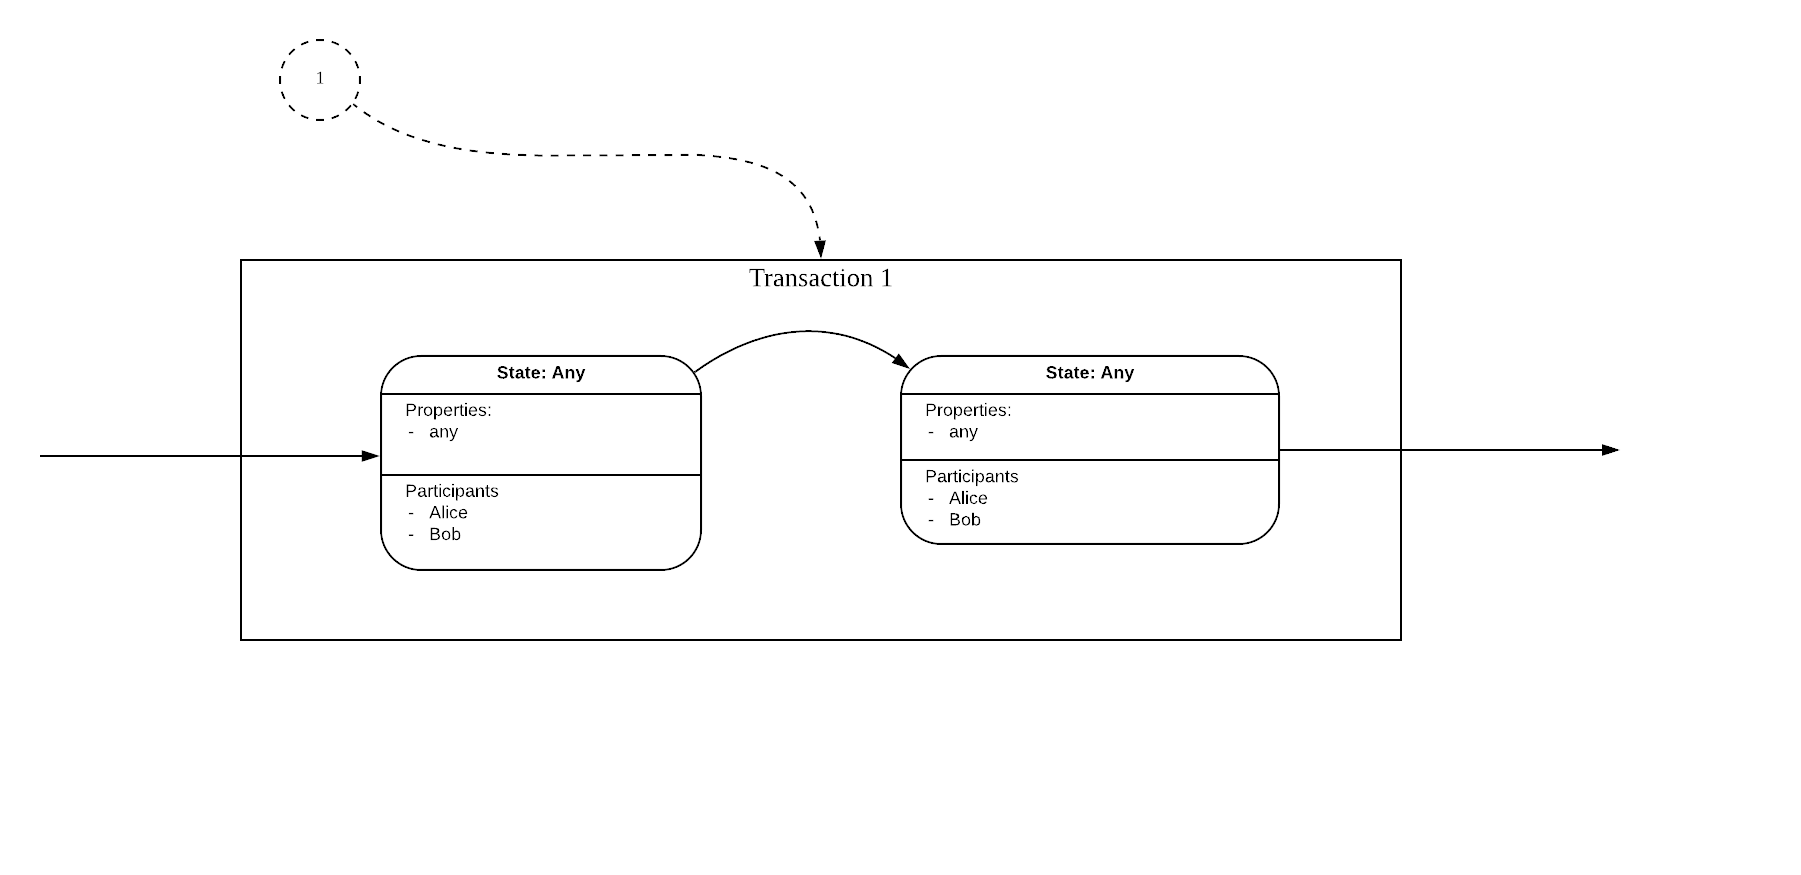 1
Transaction 1
State: Any
Properties:
- any
Participants
- Alice
- Bob
State: Any
Properties:
- any
Participants
- Alice
- Bob